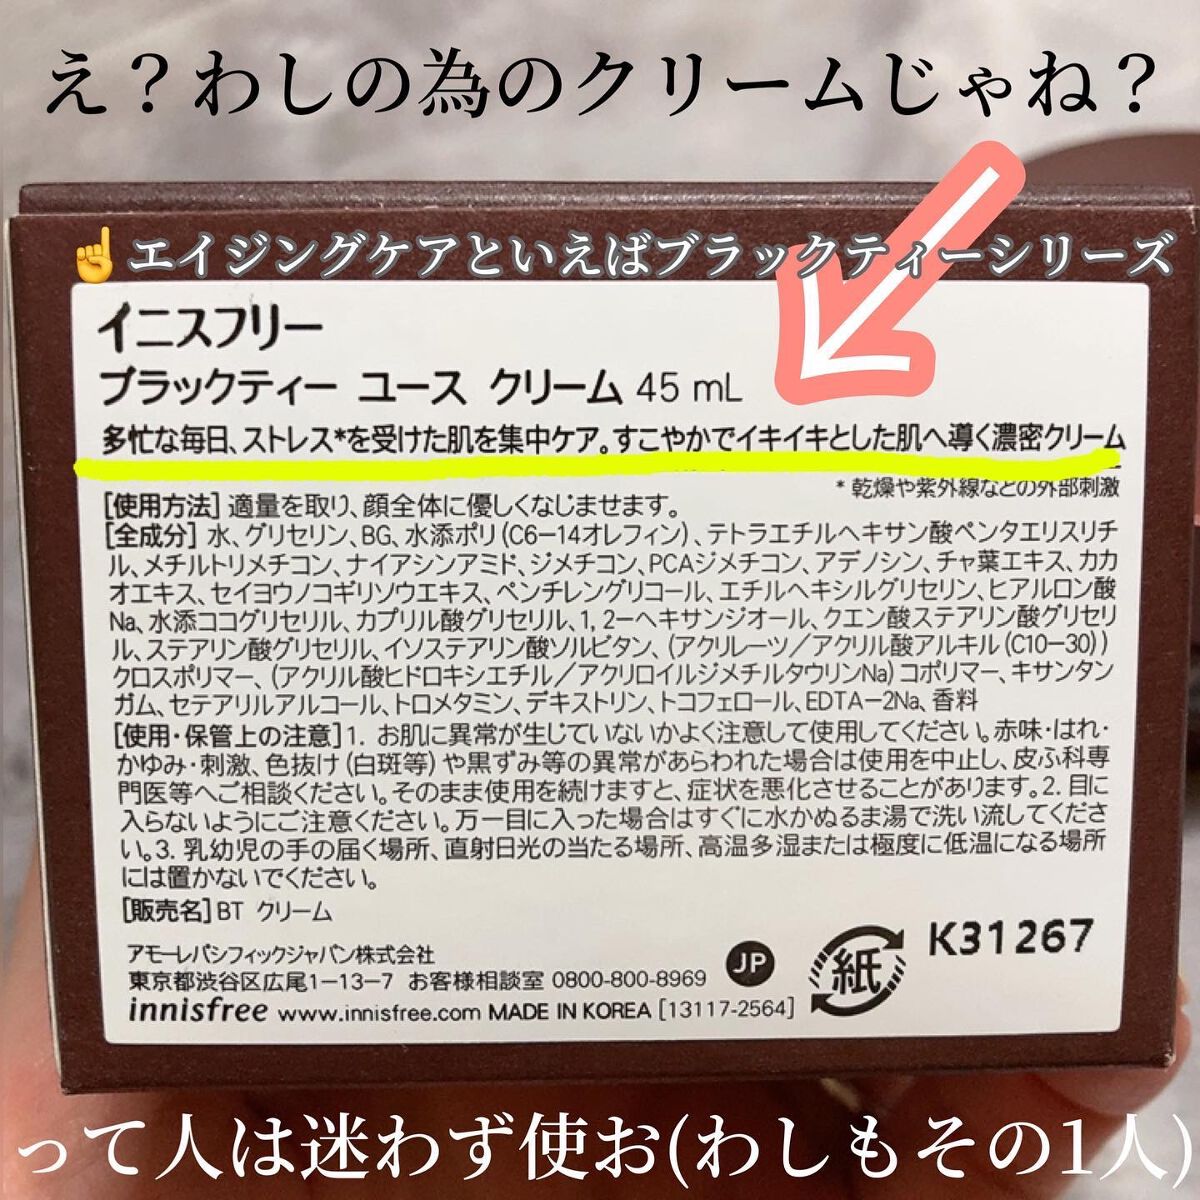 え？わしの為のクリームじゃね？
☝エイジングケアといえばブラックティーシリーズ
イニスフリー
ブラックティー ユース クリーム 45 mL
多忙な毎日、ストレス*を受けた肌を集中ケア。すこやかでイキイキとした肌へ導く濃密クリーム
* 乾燥や紫外線などの外部刺激
[使用方法] 適量を取り、顔全体に優しくなじませます。
[全成分] 水、グリセリン、BG、水添ポリ(C6−14オレフィン)、テトラエチルヘキサン酸ペンタエリスリチ
ル、メチルトリメチコン、ナイアシンアミド、ジメチコン、PCAジメチコン、アデノシン、チャ葉エキス、カカ
オエキス、セイヨウノコギリソウエキス、ペンチレングリコール、エチルヘキシルグリセリン、ヒアルロン酸
Na、水添ココグリセリル、カプリル酸グリセリル、1, 2−ヘキサンジオール、クエン酸ステアリン酸グリセリ
ル、ステアリン酸グリセリル、イソステアリン酸ソルビタン、(アクリレーツ／アクリル酸アルキル(C10−30))
クロスポリマー、(アクリル酸ヒドロキシエチル／アクリロイルジメチルタウリンNa)コポリマー、キサンタン
ガム、セテアリルアルコール、トロメタミン、デキストリン、トコフェロール、EDTA−2Na、香料
[使用・保管上の注意] 1. お肌に異常が生じていないかよく注意して使用してください。赤味・はれ・
かゆみ・刺激、色抜け(白斑等)や黒ずみ等の異常があらわれた場合は使用を中止し、皮ふ科専
門医等へご相談ください。そのまま使用を続けますと、症状を悪化させることがあります。2. 目に
入らないようにご注意ください。万一目に入った場合はすぐに水かぬるま湯で洗い流してくださ
い。3. 乳幼児の手の届く場所、直射日光の当たる場所、高温多湿または極度に低温になる場所
には置かないでください。
[販売名] BT クリーム
アモーレパシフィックジャパン株式会社
東京都渋谷区広尾1−13−7 お客様相談室 0800-800-8969
innisfree www.innisfree.com MADE IN KOREA [13117-2564]
JP
紙
K31267
って人は迷わず使お(わしもその1人)